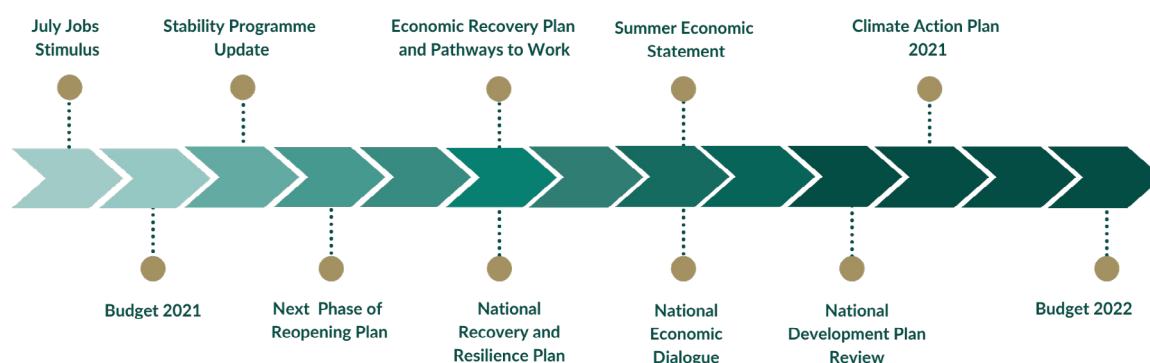 July Jobs
Stimulus
Stability Programme
Update
Economic Recovery Plan
and Pathways to Work
Summer Economic
Statement
Climate Action Plan
2021
Budget 2021
Next Phase of
Reopening Plan
National
Recovery and
Resilience Plan
National
Economic
Dialogue
National
Development Plan
Review
Budget 2022